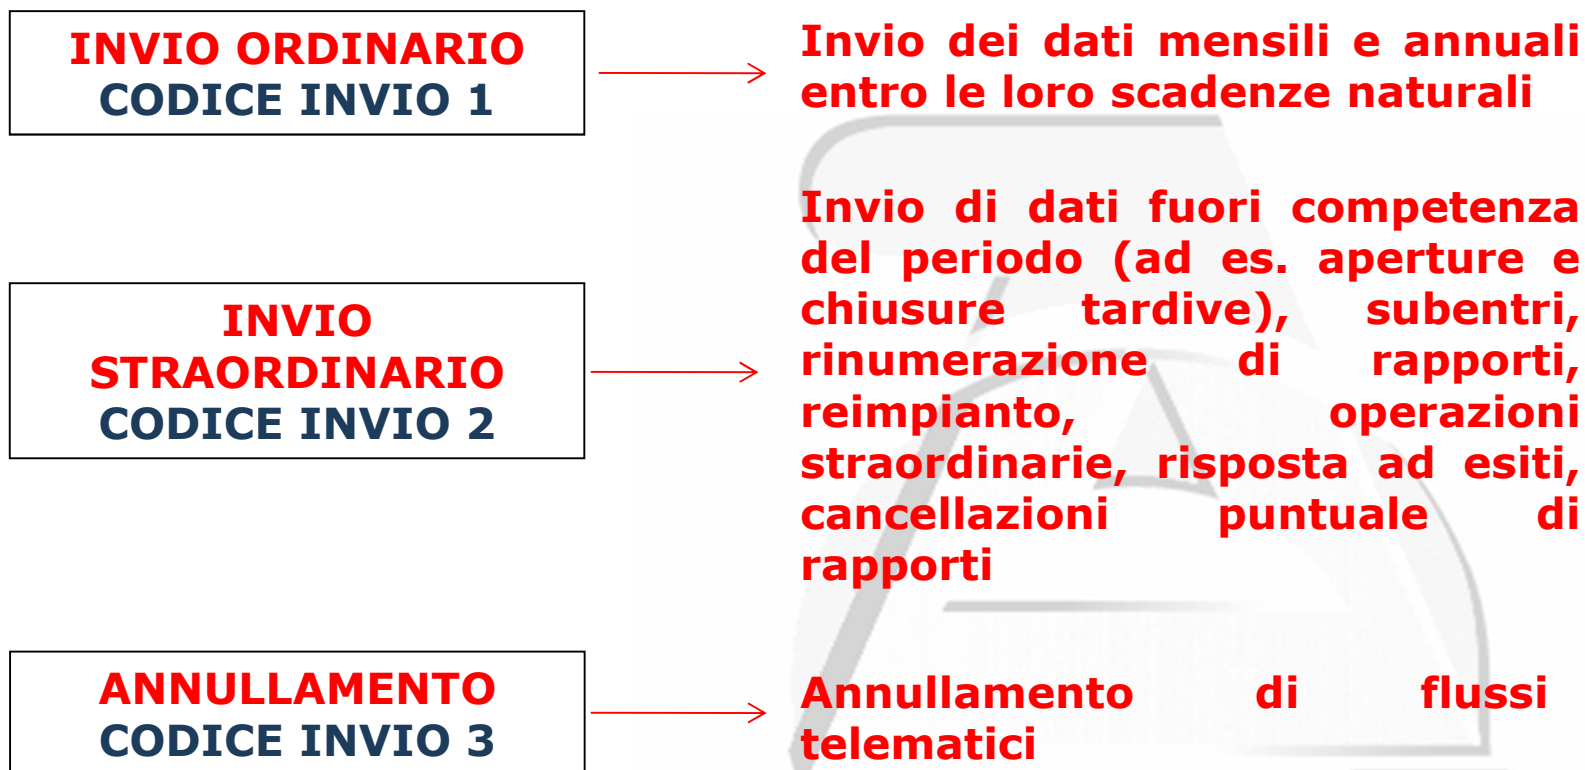 INVIO ORDINARIO
CODICE INVIO 1
Invio dei dati mensili e annuali
entro le loro scadenze naturali
INVIO
STRAORDINARIO
CODICE INVIO 2
Invio di dati fuori competenza
del periodo (ad es. aperture e
chiusure tardive), subentri,
rinumerazione di rapporti,
reimpianto, operazioni
straordinarie, risposta ad esiti,
cancellazioni puntuale di
rapporti
ANNULLAMENTO
CODICE INVIO 3
Annullamento di flussi
telematici